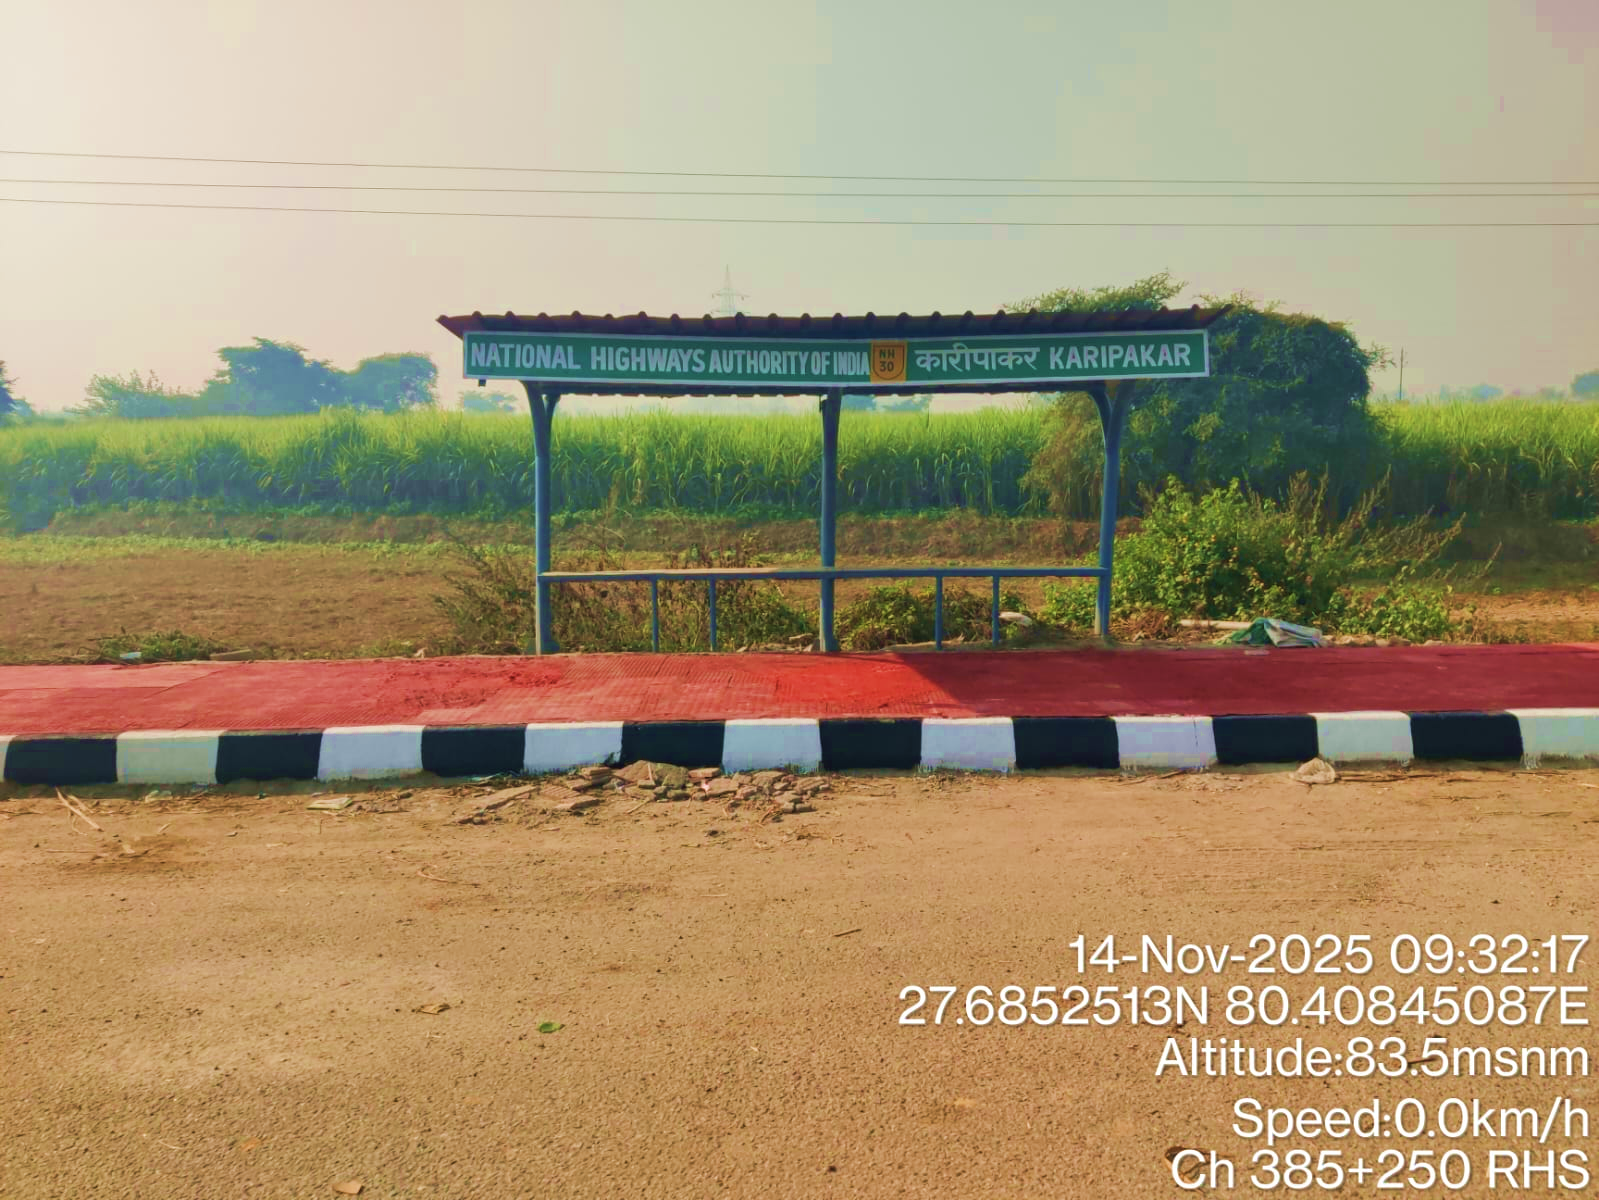 NATIONAL HIGHWAYS AUTHORITY OF INDIA NH 30 कारीपाकर KARIPAKAR
14-Nov-2025 09:32:17
27.6852513N 80.40845087E
Altitude:83.5msnm
Speed:0.0km/h
Ch 385+250 RHS